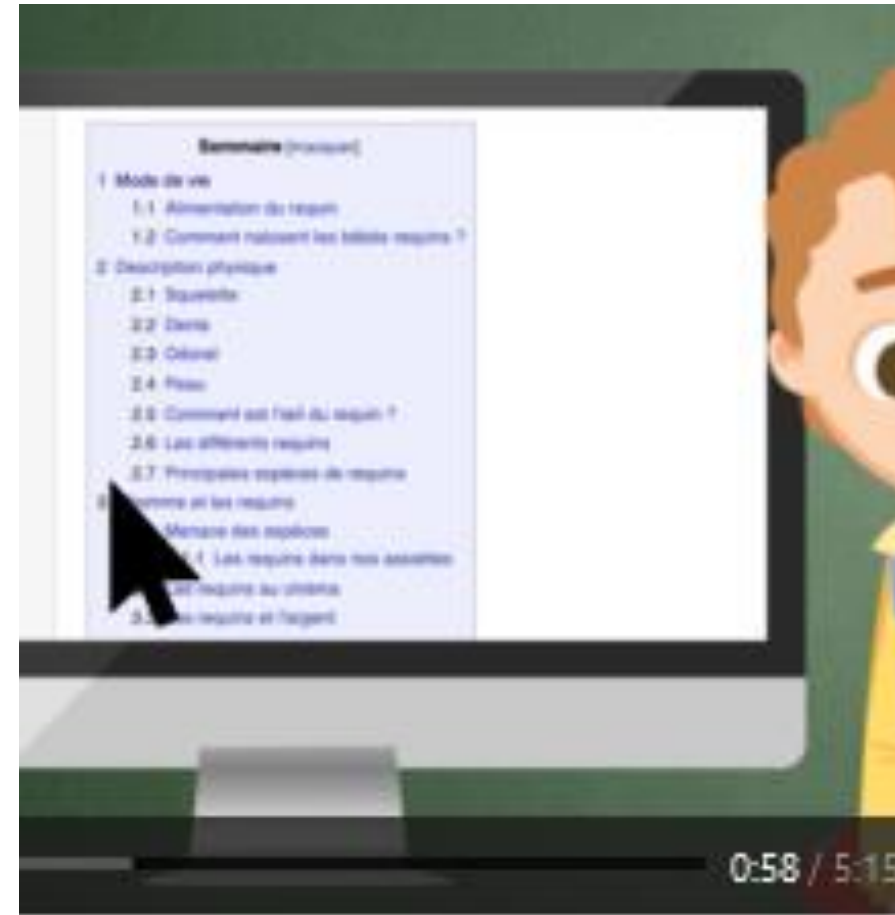 Sommaire [masquer]
1 Mode de vie
1.1 Alimentation du requin
1.2 Comment naissent les bébés requins ?
2 Description physique
2.1 Squelette
2.2 Dents
2.3 Odorat
2.4 Peau
2.5 Comment est l'œil du requin ?
2.6 Les différents requins
2.7 Principales espèces de requins
et les requins
Menace des espèces
Les requins dans nos assiettes
requins au cinéma
requins et l'argent
0:58 / 5:15